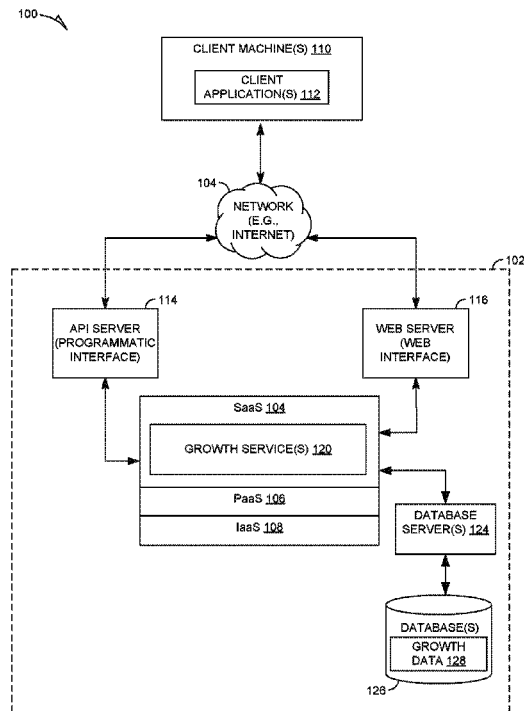 100
CLIENT MACHINE(S) 110
CLIENT
APPLICATION(S) 112
104
NETWORK
(E.G.,
INTERNET)
102
114
116
API SERVER
(PROGRAMMATIC
INTERFACE)
WEB SERVER
(WEB
INTERFACE)
SaaS 104
GROWTH SERVICE(S) 120
PaaS 106
IaaS 108
DATABASE
SERVER(S) 124
DATABASE(S)
GROWTH
DATA 128
126